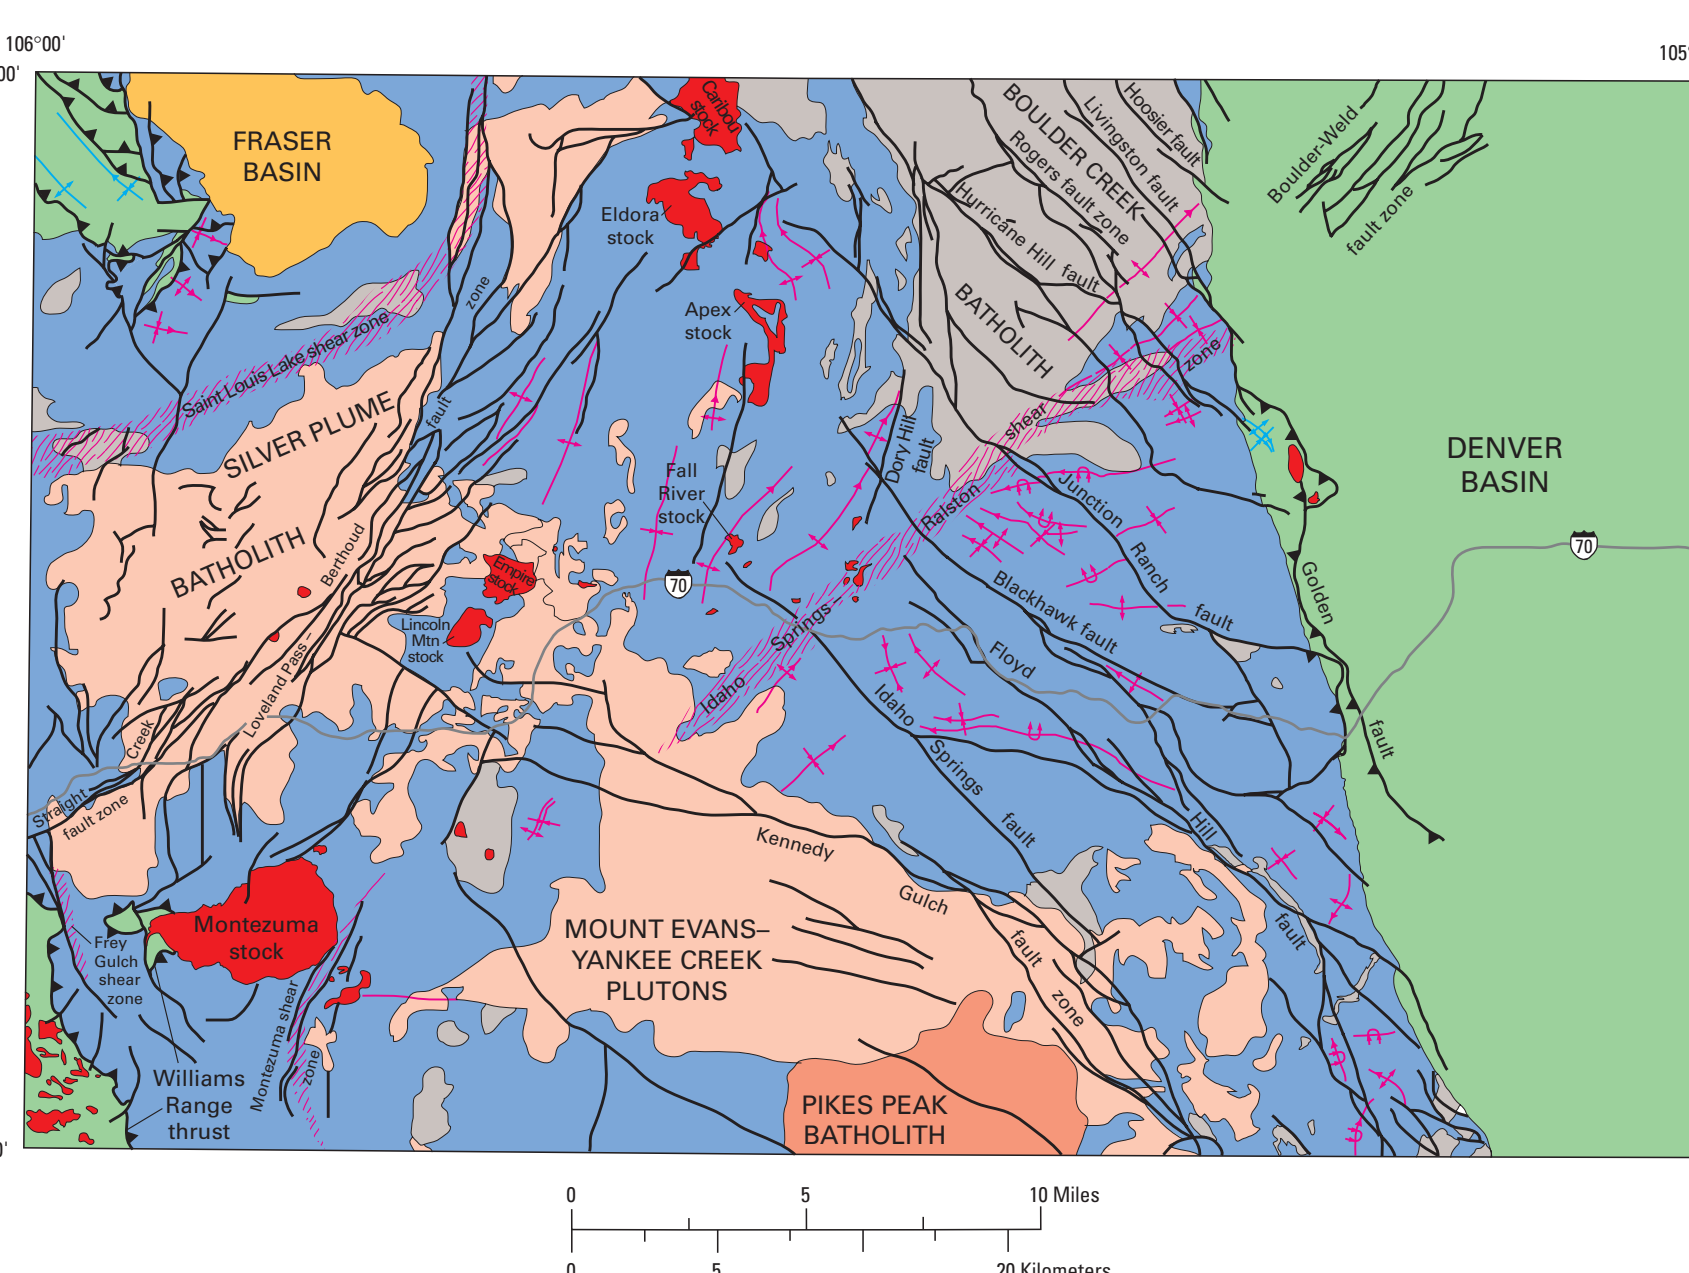 106°00'
105°
00'
0'
FRASER
BASIN
Caribou
stock
BOULDER CREEK
BATHOLITH
Livingston fault
Hoosier fault
Rogers fault zone
Hurricane Hill fault
Boulder-Weld
fault zone
Eldora
stock
Apex
stock
Saint Louis Lake shear zone
SILVER PLUME
BATHOLITH
Berthoud
fault
zone
Fall
River
stock
Dory Hill
fault
Idaho
Springs –
Ralston
shear
zone
DENVER
BASIN
70
70
Empire
stock
Lincoln
Mtn
stock
Junction
Ranch
fault
Blackhawk fault
Golden
fault
Floyd
Hill
fault
Idaho
Springs
fault
Loveland Pass –
Creek
Straight
fault zone
Kennedy
Gulch
fault
zone
Montezuma
stock
MOUNT EVANS–
YANKEE CREEK
PLUTONS
Frey
Gulch
shear
zone
Montezuma shear
zone
Williams
Range
thrust
PIKES PEAK
BATHOLITH
0
5
10 Miles
0
5
20 Kilometers